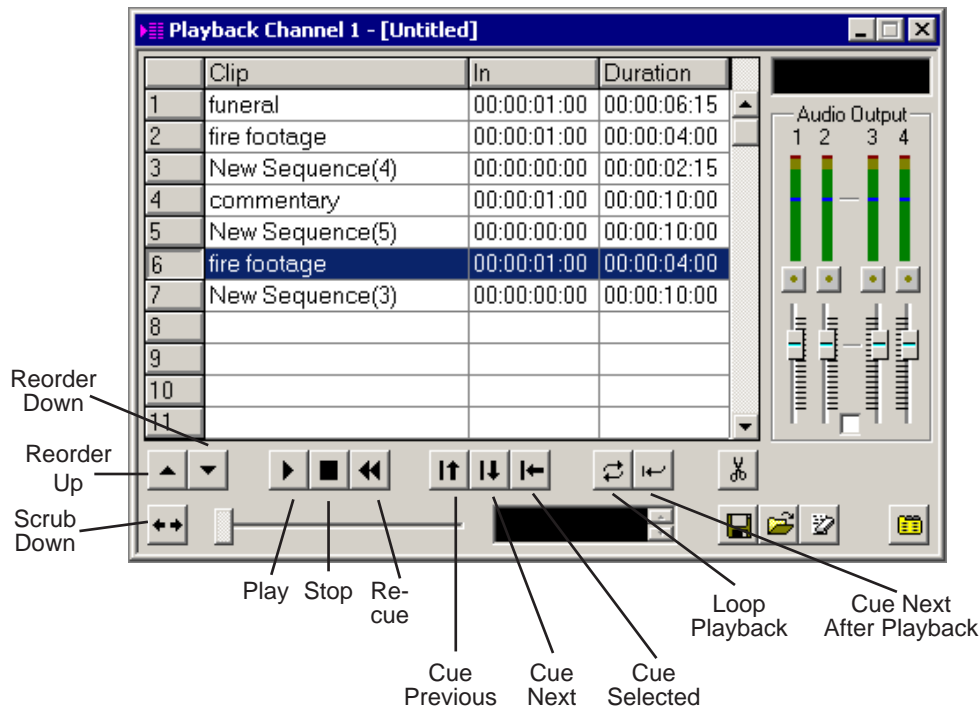 Playback Channel 1 - [Untitled]
Clip In Duration
1 funeral 00:00:01:00 00:00:06:15
2 fire footage 00:00:01:00 00:00:04:00
3 New Sequence(4) 00:00:00:00 00:00:02:15
4 commentary 00:00:01:00 00:00:10:00
5 New Sequence(5) 00:00:00:00 00:00:10:00
6 fire footage 00:00:01:00 00:00:04:00
7 New Sequence(3) 00:00:00:00 00:00:10:00
8
9
10
11
Audio Output
1 2 3 4
Reorder
Down
Reorder
Up
Scrub
Down
Play
Stop
Re-
cue
Cue
Previous
Cue
Next
Cue
Selected
Loop
Playback
Cue Next
After Playback